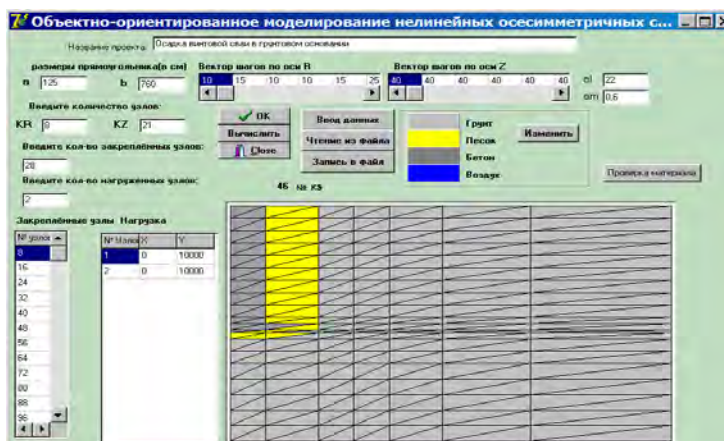 Объектно-ориентированное моделирование нелинейных осесимметричных с...
Название проекта: Осадка винтовой сваи в грунтовом основании
размеры прямоугольника(в см)
Вектор шагов по оси R
Вектор шагов по оси Z
a 125 b 760
10 15 10 10 15 25
40 40 40 40 40 40 40
el 22
om 0,6
Введите количество узлов:
KR 8 KZ 21
OK
Вычислить
Close
Ввод данных
Чтение из файла
Запись в файл
Грунт
Песок
Бетон
Воздух
Изменить
Проверка материала
Введите кол-во закреплённых узлов:
28
Введите кол-во нагруженных узлов:
2
46 № КЭ
Закреплённые узлы Нагрузка
№ узлов
8
16
24
32
40
48
56
64
72
80
88
96
№ Узлов X Y
1 0 10000
2 0 10000